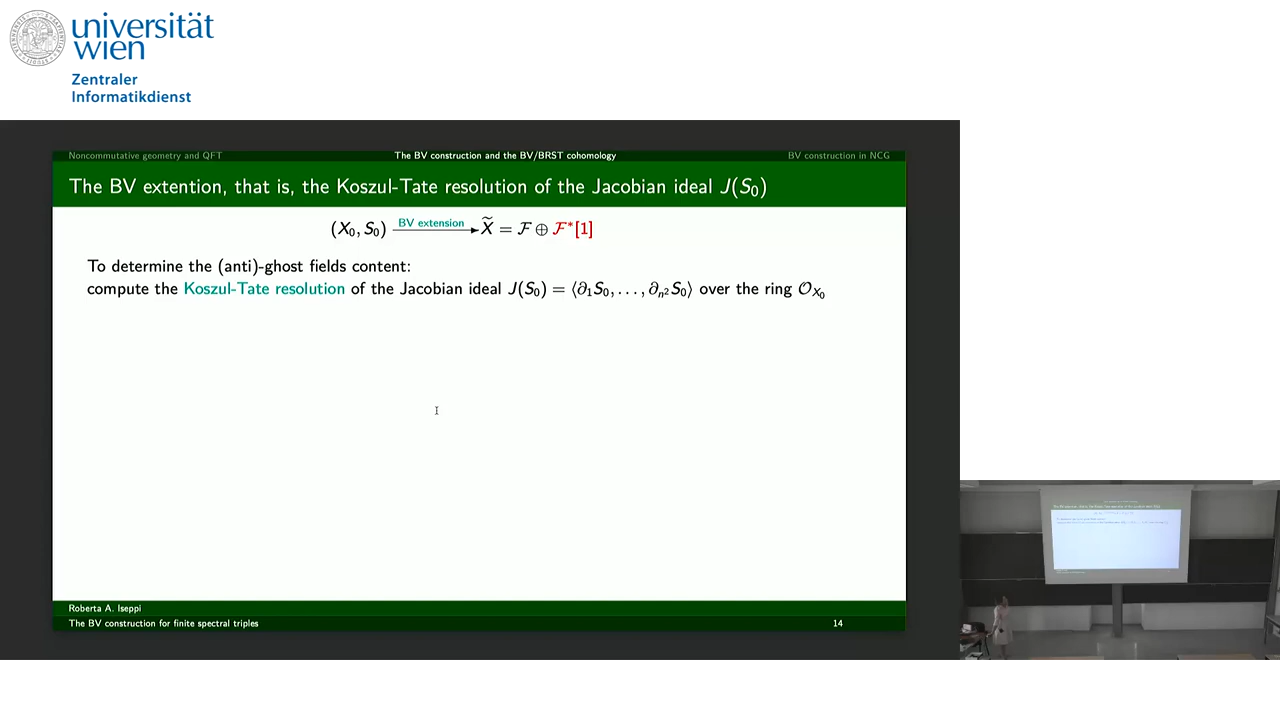 universität
wien
Zentraler
Informatikdienst
Noncommutative geometry and QFT The BV construction and the BV/BRST cohomology BV construction in NCG
The BV extention, that is, the Koszul-Tate resolution of the Jacobian ideal J(S₀)
(X₀, S₀) BV extension → X̃ = ℱ ⊕ ℱ*[1]
To determine the (anti)-ghost fields content:
compute the Koszul-Tate resolution of the Jacobian ideal J(S₀) = ⟨∂₁S₀, . . . , ∂ₙ²S₀⟩ over the ring 𝒪_X₀
Roberta A. Iseppi
The BV construction for finite spectral triples 14